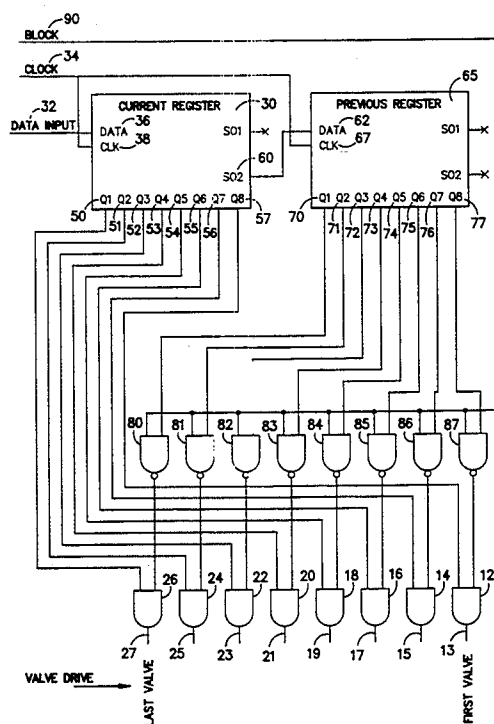 90
BLOCK
34
CLOCK
32
DATA INPUT
CURRENT REGISTER
30
36
DATA
SO1
38
CLK
60
SO2
Q1 Q2 Q3 Q4 Q5 Q6 Q7 Q8
50 51 52 53 54 55 56 57
65
PREVIOUS REGISTER
62
DATA
SO1
CLK
67
SO2
Q1 Q2 Q3 Q4 Q5 Q6 Q7 Q8
70 71 72 73 74 75 76 77
80 81 82 83 84 85 86 87
26 24 22 20 18 16 14 12
27 25 23 21 19 17 15 13
VALVE DRIVE
LAST VALVE
FIRST VALVE